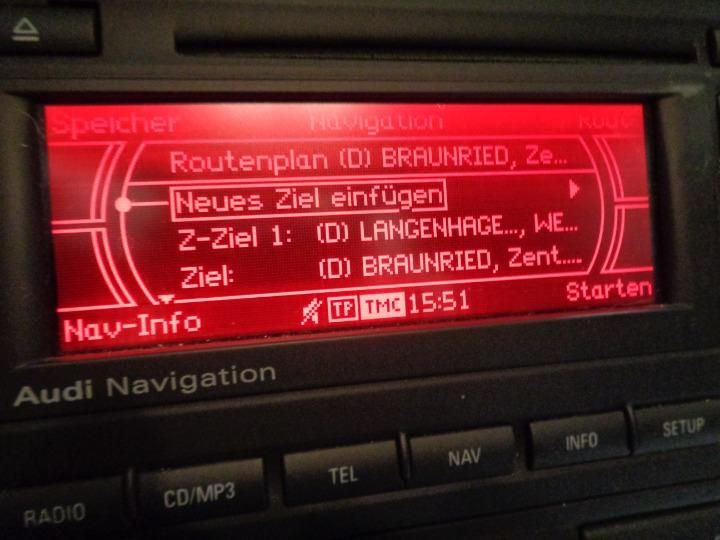 Speicher Navigation Rout
Routenplan (D) BRAUNRIED, Ze...
Neues Ziel einfügen
Z-Ziel 1: (D) LANGENHAGE..., WE...
Ziel: (D) BRAUNRIED, Zent....
Starten
Nav-Info TP TMC 15:51
Audi Navigation
RADIO CD/MP3 TEL NAV INFO SETUP